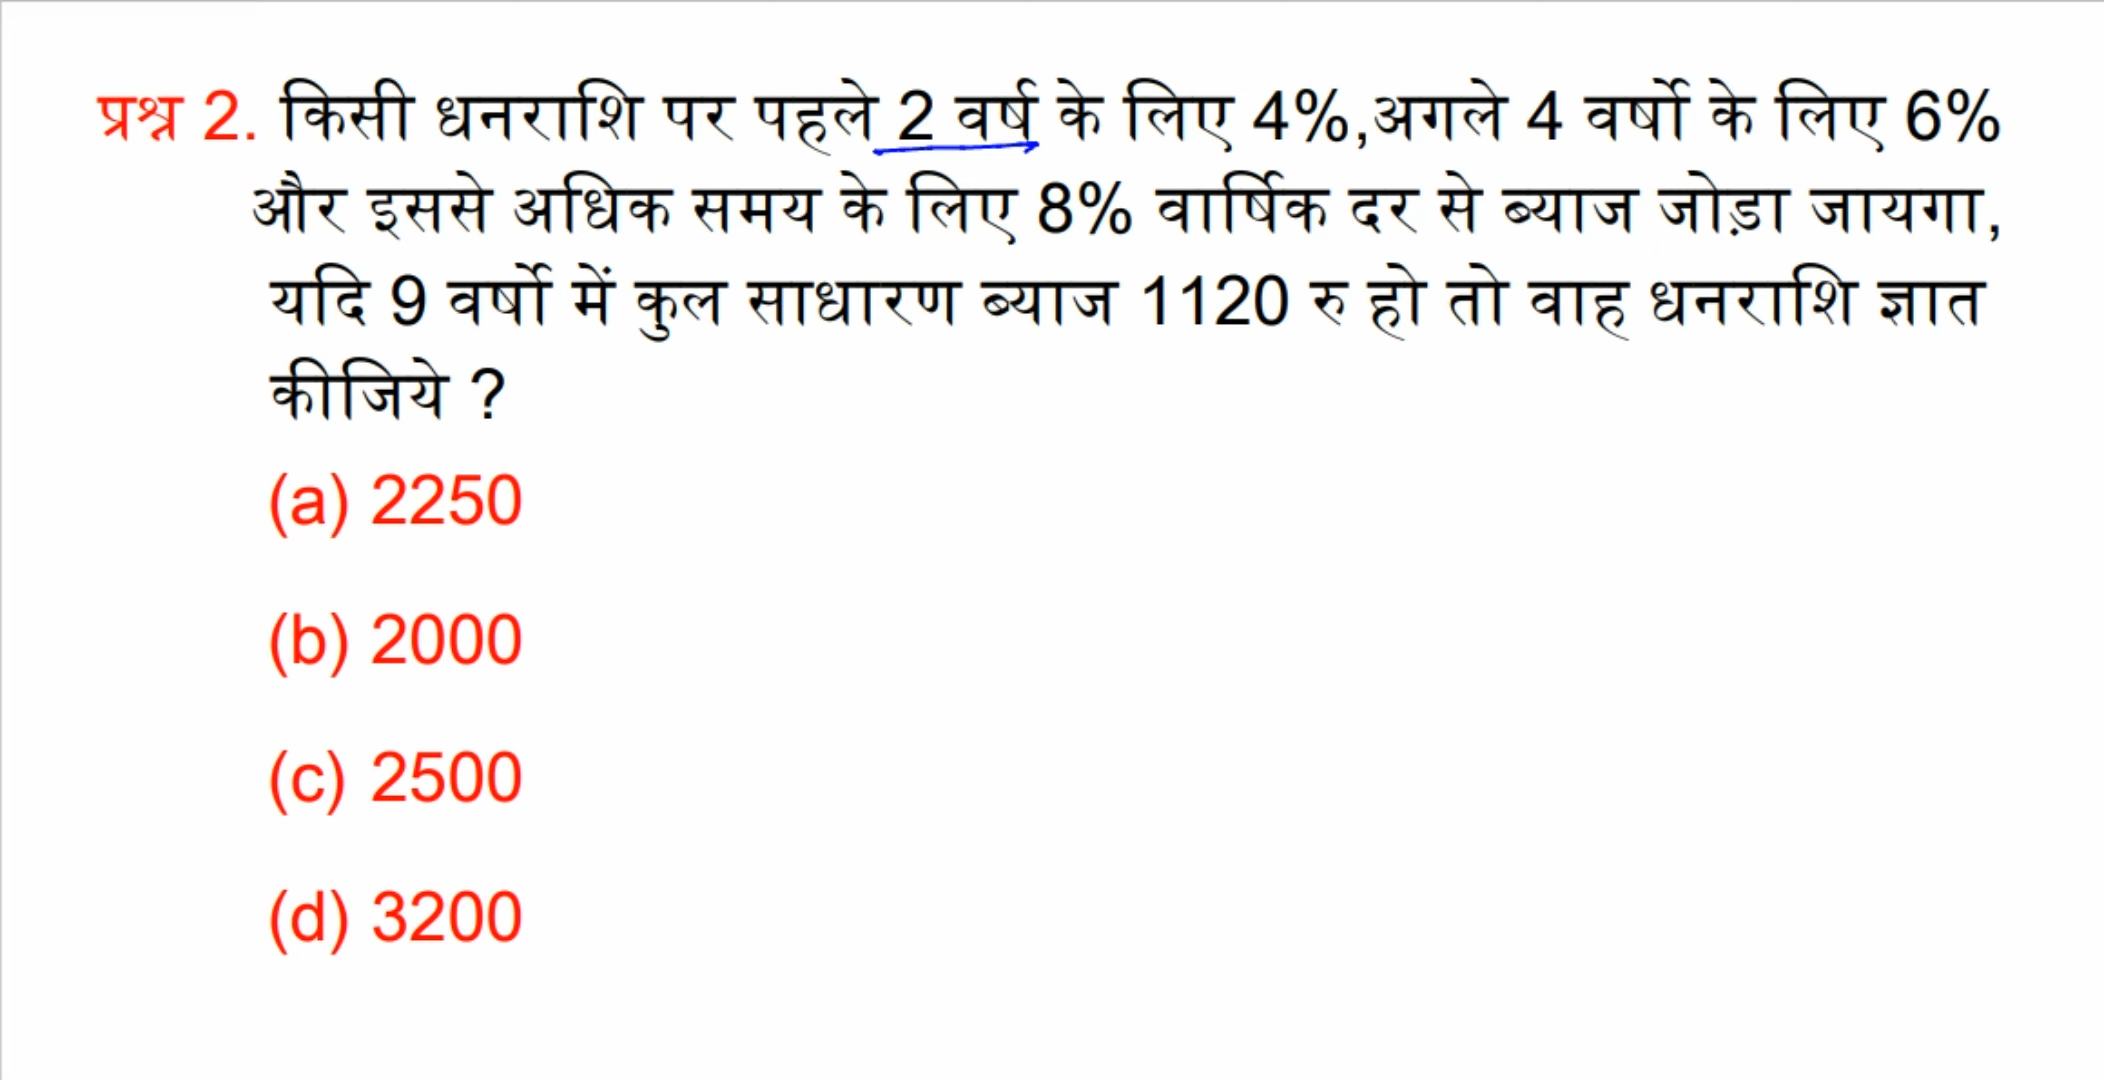 प्रश्न 2. किसी धनराशि पर पहले 2 वर्ष के लिए 4%,अगले 4 वर्षो के लिए 6%
और इससे अधिक समय के लिए 8% वार्षिक दर से ब्याज जोड़ा जायगा,
यदि 9 वर्षो में कुल साधारण ब्याज 1120 रु हो तो वाह धनराशि ज्ञात
कीजिये ?
(a) 2250
(b) 2000
(c) 2500
(d) 3200